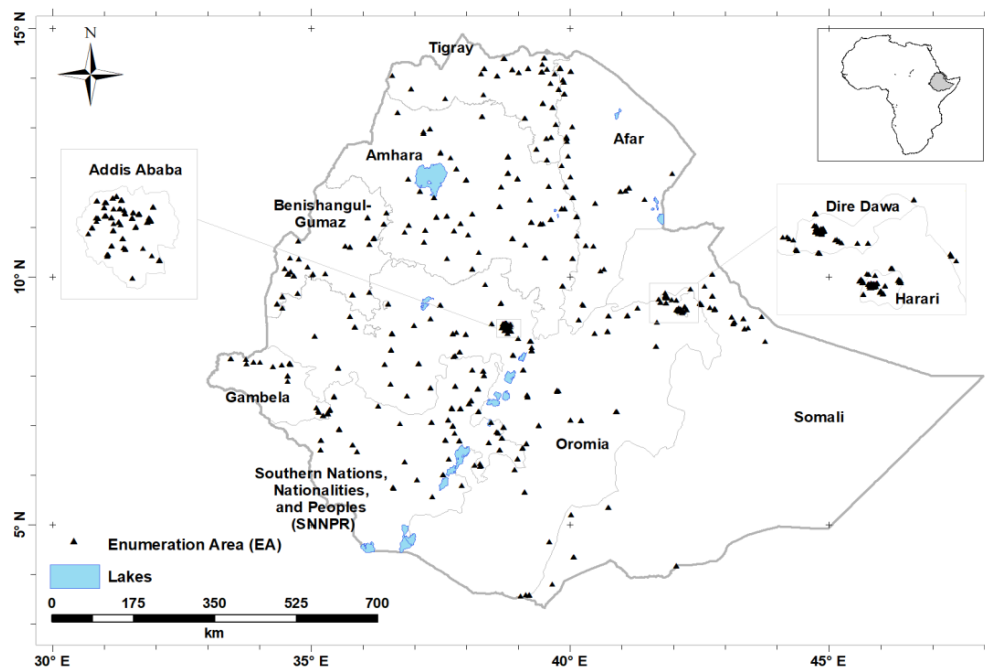 15° N
N
Tigray
Afar
Addis Ababa
Amhara
Dire Dawa
Benishangul-
Gumaz
10° N
Harari
Gambela
Somali
Oromia
Southern Nations,
Nationalities,
and Peoples
(SNNPR)
5° N
Enumeration Area (EA)
Lakes
0 175 350 525 700
km
30° E 35° E 40° E 45° E